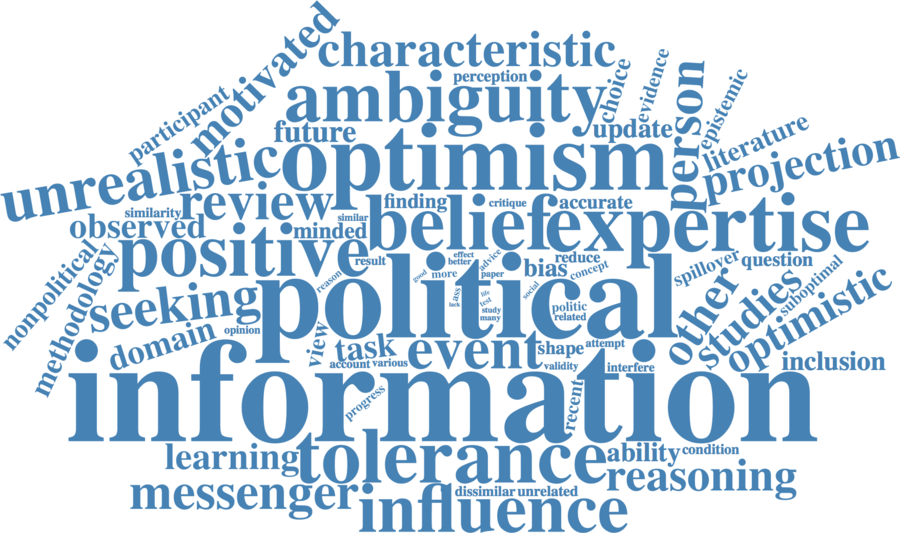 characteristic
motivated
perception
choice
evidence
ambiguity
person
epistemic
participant
future
update
literature
optimism
unrealistic
projection
review
finding
critique
accurate
similarity
similar
observed
minded
belief
expertise
positive
effect
better
advice
result
reduce
nonpolitical
methodology
reason
good
more
paper
bias
concept
spillover
question
seeking
political
life
ass
test
lack
study
many
social
politic
related
other
studies
suboptimal
optimistic
domain
opinion
view
task
event
shape
attempt
account
various
validity
interfere
inclusion
information
progress
recent
learning
tolerance
ability
condition
messenger
influence
dissimilar
unrelated
reasoning